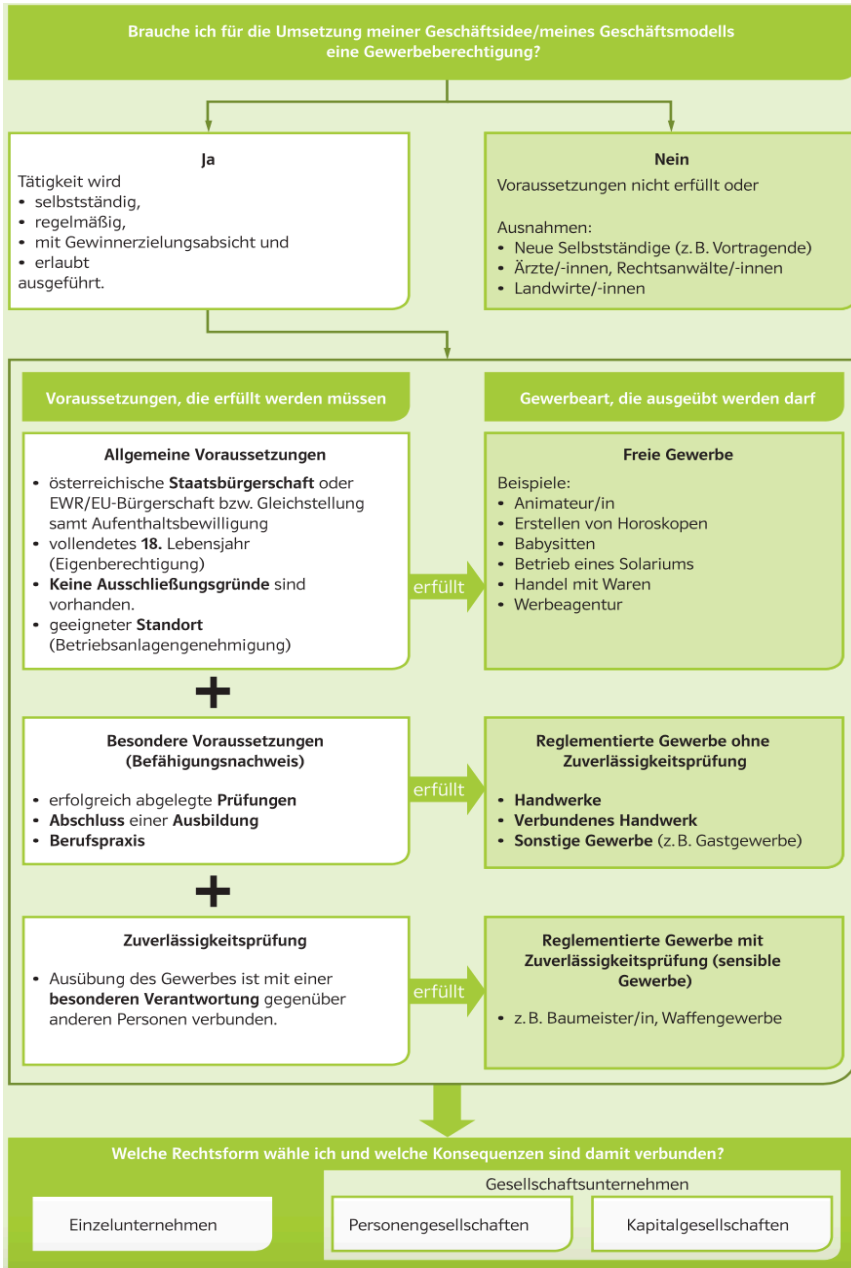 Brauche ich für die Umsetzung meiner Geschäftsidee/meines Geschäftsmodells
eine Gewerbeberechtigung?
Ja
Tätigkeit wird
• selbstständig,
• regelmäßig,
• mit Gewinnerzielungsabsicht und
• erlaubt
ausgeführt.
Nein
Voraussetzungen nicht erfüllt oder
Ausnahmen:
• Neue Selbstständige (z. B. Vortragende)
• Ärzte/-innen, Rechtsanwälte/-innen
• Landwirte/-innen
Voraussetzungen, die erfüllt werden müssen
Gewerbeart, die ausgeübt werden darf
Allgemeine Voraussetzungen
• österreichische Staatsbürgerschaft oder
EWR/EU-Bürgerschaft bzw. Gleichstellung
samt Aufenthaltsbewilligung
• vollendetes 18. Lebensjahr
(Eigenberechtigung)
• Keine Ausschließungsgründe sind
vorhanden.
• geeigneter Standort
(Betriebsanlagengenehmigung)
erfüllt
Freie Gewerbe
Beispiele:
• Animateur/in
• Erstellen von Horoskopen
• Babysitten
• Betrieb eines Solariums
• Handel mit Waren
• Werbeagentur
+
Besondere Voraussetzungen
(Befähigungsnachweis)
• erfolgreich abgelegte Prüfungen
• Abschluss einer Ausbildung
• Berufspraxis
erfüllt
Reglementierte Gewerbe ohne
Zuverlässigkeitsprüfung
• Handwerke
• Verbundenes Handwerk
• Sonstige Gewerbe (z. B. Gastgewerbe)
+
Zuverlässigkeitsprüfung
• Ausübung des Gewerbes ist mit einer
besonderen Verantwortung gegenüber
anderen Personen verbunden.
erfüllt
Reglementierte Gewerbe mit
Zuverlässigkeitsprüfung (sensible
Gewerbe)
• z. B. Baumeister/in, Waffengewerbe
Welche Rechtsform wähle ich und welche Konsequenzen sind damit verbunden?
Gesellschaftsunternehmen
Einzelunternehmen
Personengesellschaften
Kapitalgesellschaften